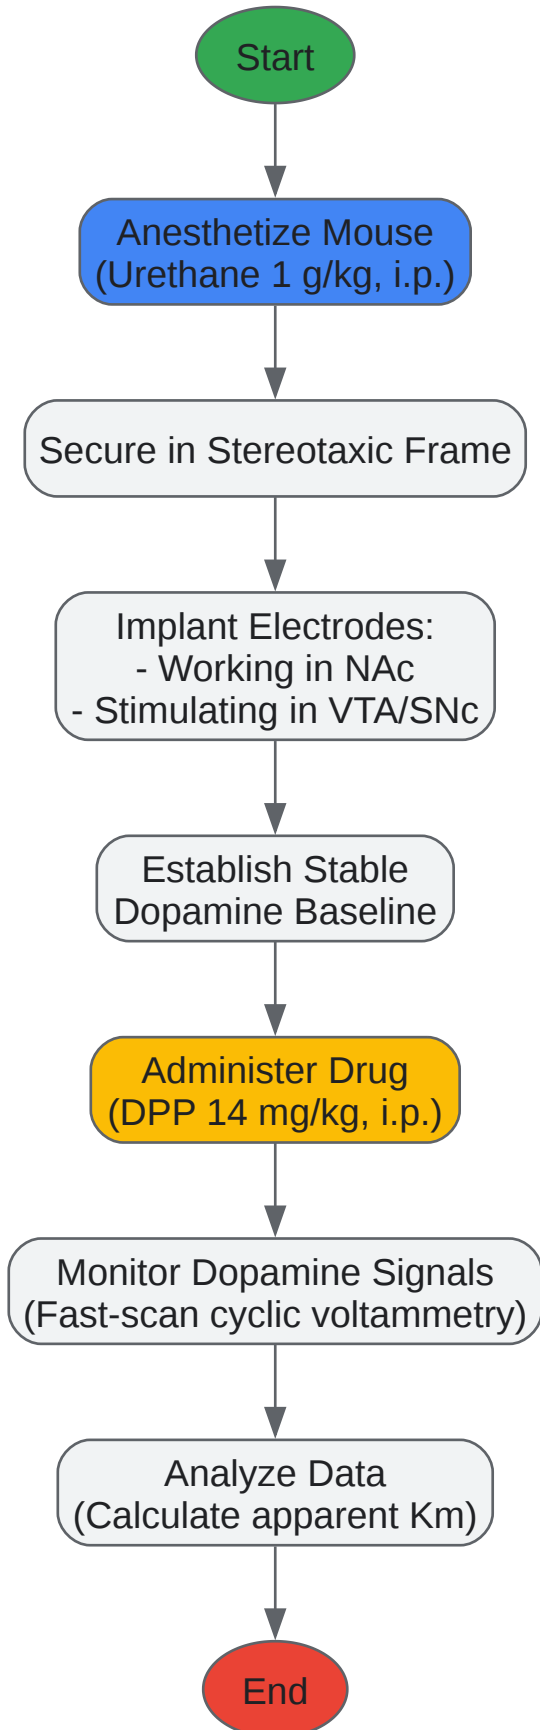 Start
Anesthetize Mouse
(Urethane 1 g/kg, i.p.)
Secure in Stereotaxic Frame
Implant Electrodes:
- Working in NAc
- Stimulating in VTA/SNc
Establish Stable
Dopamine Baseline
Administer Drug
(DPP 14 mg/kg, i.p.)
Monitor Dopamine Signals
(Fast-scan cyclic voltammetry)
Analyze Data
(Calculate apparent Km)
End